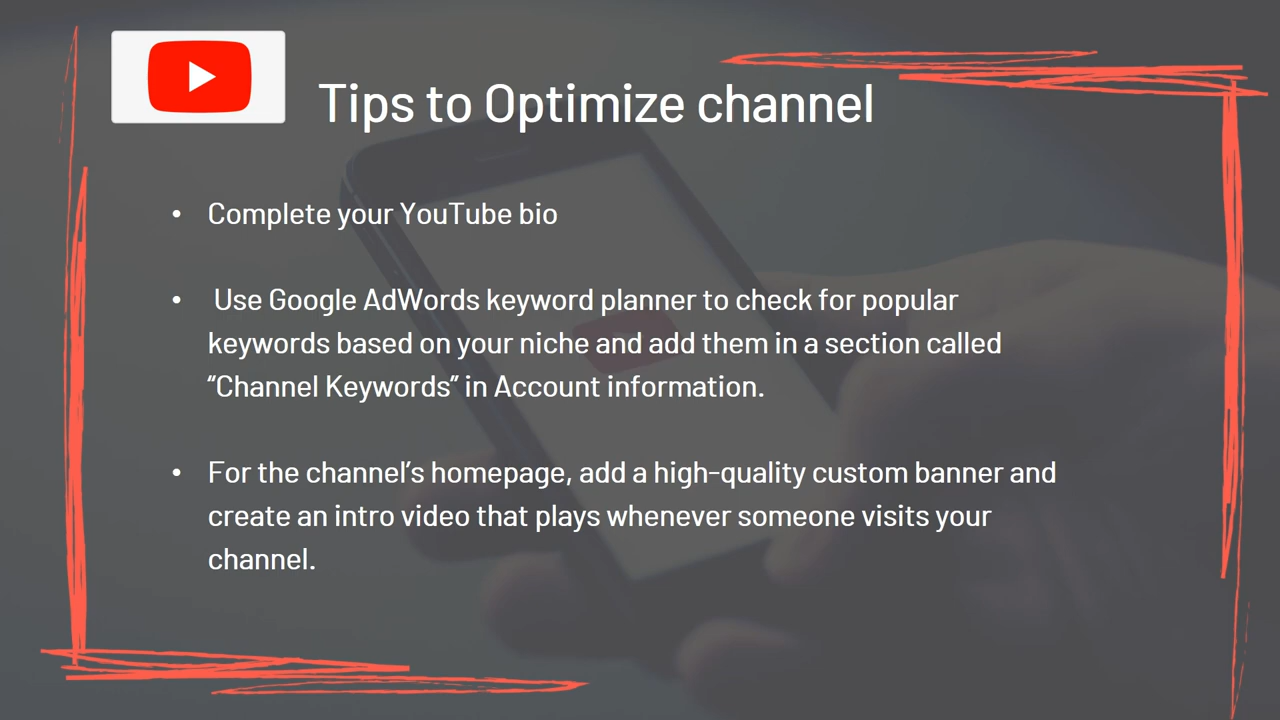 Tips to Optimize channel
• Complete your YouTube bio
• Use Google AdWords keyword planner to check for popular
keywords based on your niche and add them in a section called
“Channel Keywords” in Account information.
• For the channel’s homepage, add a high-quality custom banner and
create an intro video that plays whenever someone visits your
channel.